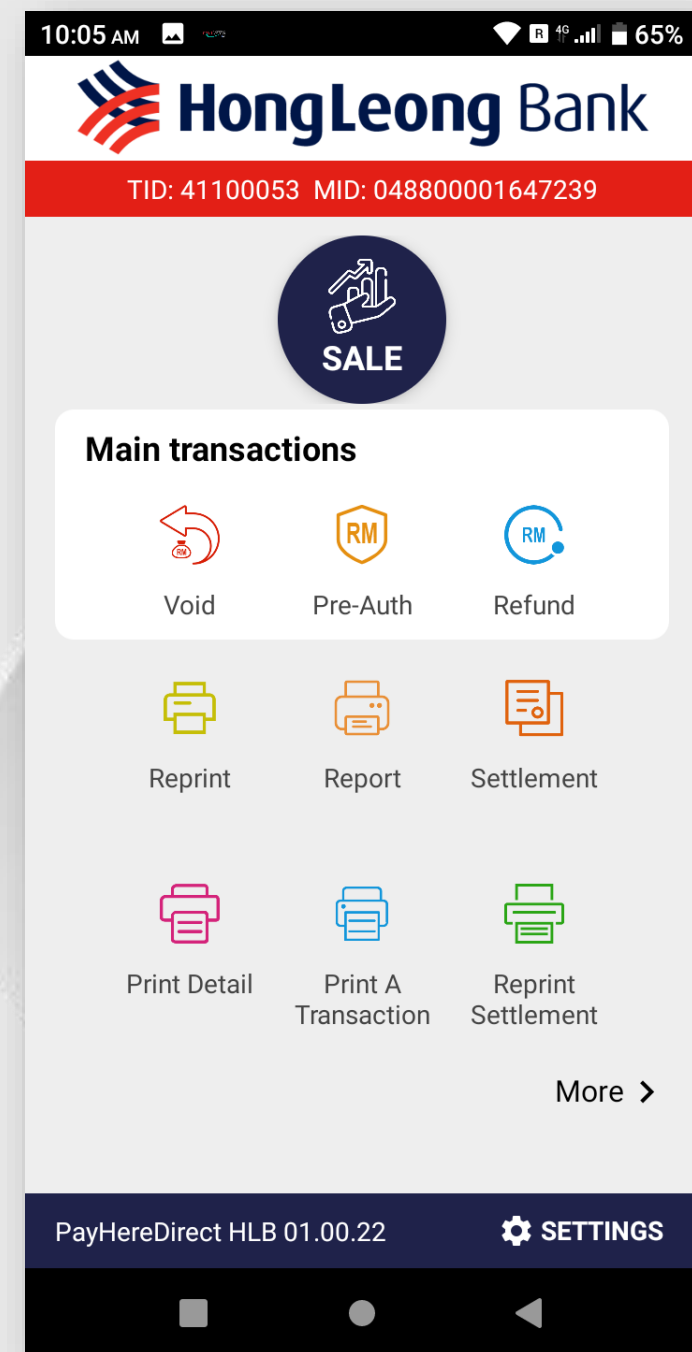 10:05 AM R 4G 65%
HongLeong Bank
TID: 41100053 MID: 048800001647239
SALE
Main transactions
RM RM RM
Void Pre-Auth Refund
Reprint Report Settlement
Print Detail Print A Reprint
Transaction Settlement
More
PayHereDirect HLB 01.00.22 SETTINGS